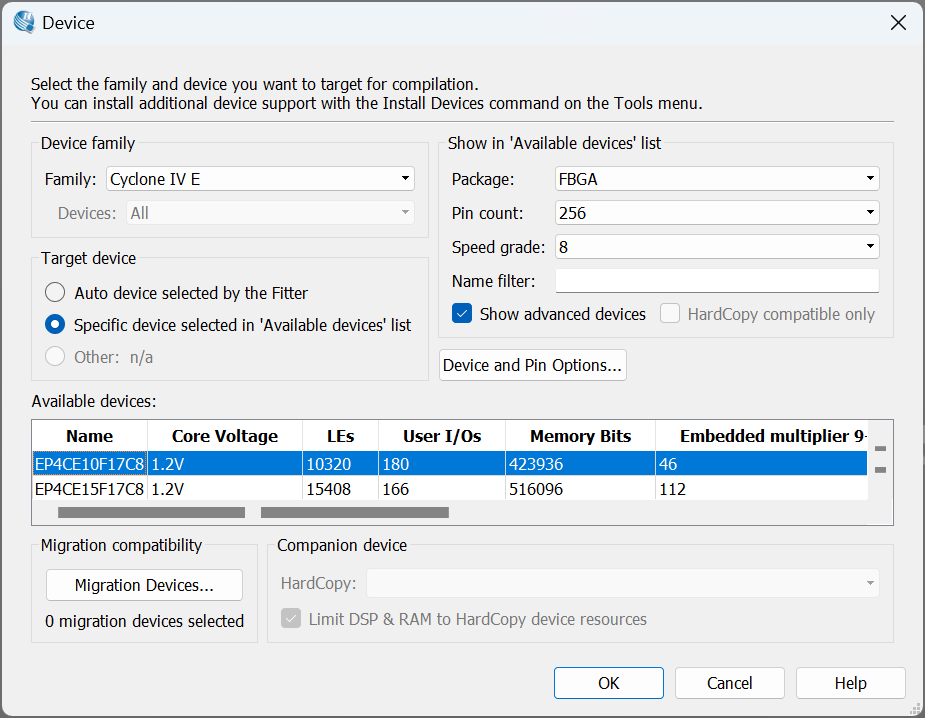 Device
Select the family and device you want to target for compilation.
You can install additional device support with the Install Devices command on the Tools menu.
Device family
Family: Cyclone IV E
Devices: All
Target device
Auto device selected by the Fitter
Specific device selected in 'Available devices' list
Other: n/a
Show in 'Available devices' list
Package: FBGA
Pin count: 256
Speed grade: 8
Name filter:
Show advanced devices HardCopy compatible only
Device and Pin Options...
Available devices:
Name Core Voltage LEs User I/Os Memory Bits Embedded multiplier 9-
EP4CE10F17C8 1.2V 10320 180 423936 46
EP4CE15F17C8 1.2V 15408 166 516096 112
Migration compatibility
Migration Devices...
0 migration devices selected
Companion device
HardCopy:
Limit DSP & RAM to HardCopy device resources
OK Cancel Help